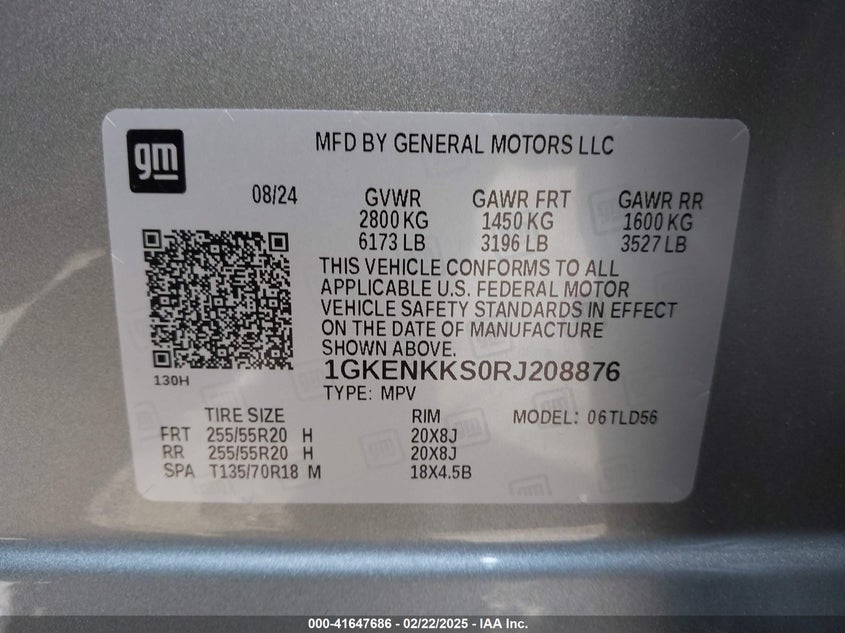 gm
MFD BY GENERAL MOTORS LLC
08/24 GVWR GAWR FRT GAWR RR
2800 KG 1450 KG 1600 KG
6173 LB 3196 LB 3527 LB
THIS VEHICLE CONFORMS TO ALL
APPLICABLE U.S. FEDERAL MOTOR
VEHICLE SAFETY STANDARDS IN EFFECT
ON THE DATE OF MANUFACTURE
SHOWN ABOVE.
1GKENKKS0RJ208876
130H
TYPE: MPV
TIRE SIZE RIM MODEL: 06TLD56
FRT 255/55R20 H 20X8J
RR 255/55R20 H 20X8J
SPA T135/70R18 M 18X4.5B
000-41647686 - 02/22/2025 - IAA Inc.